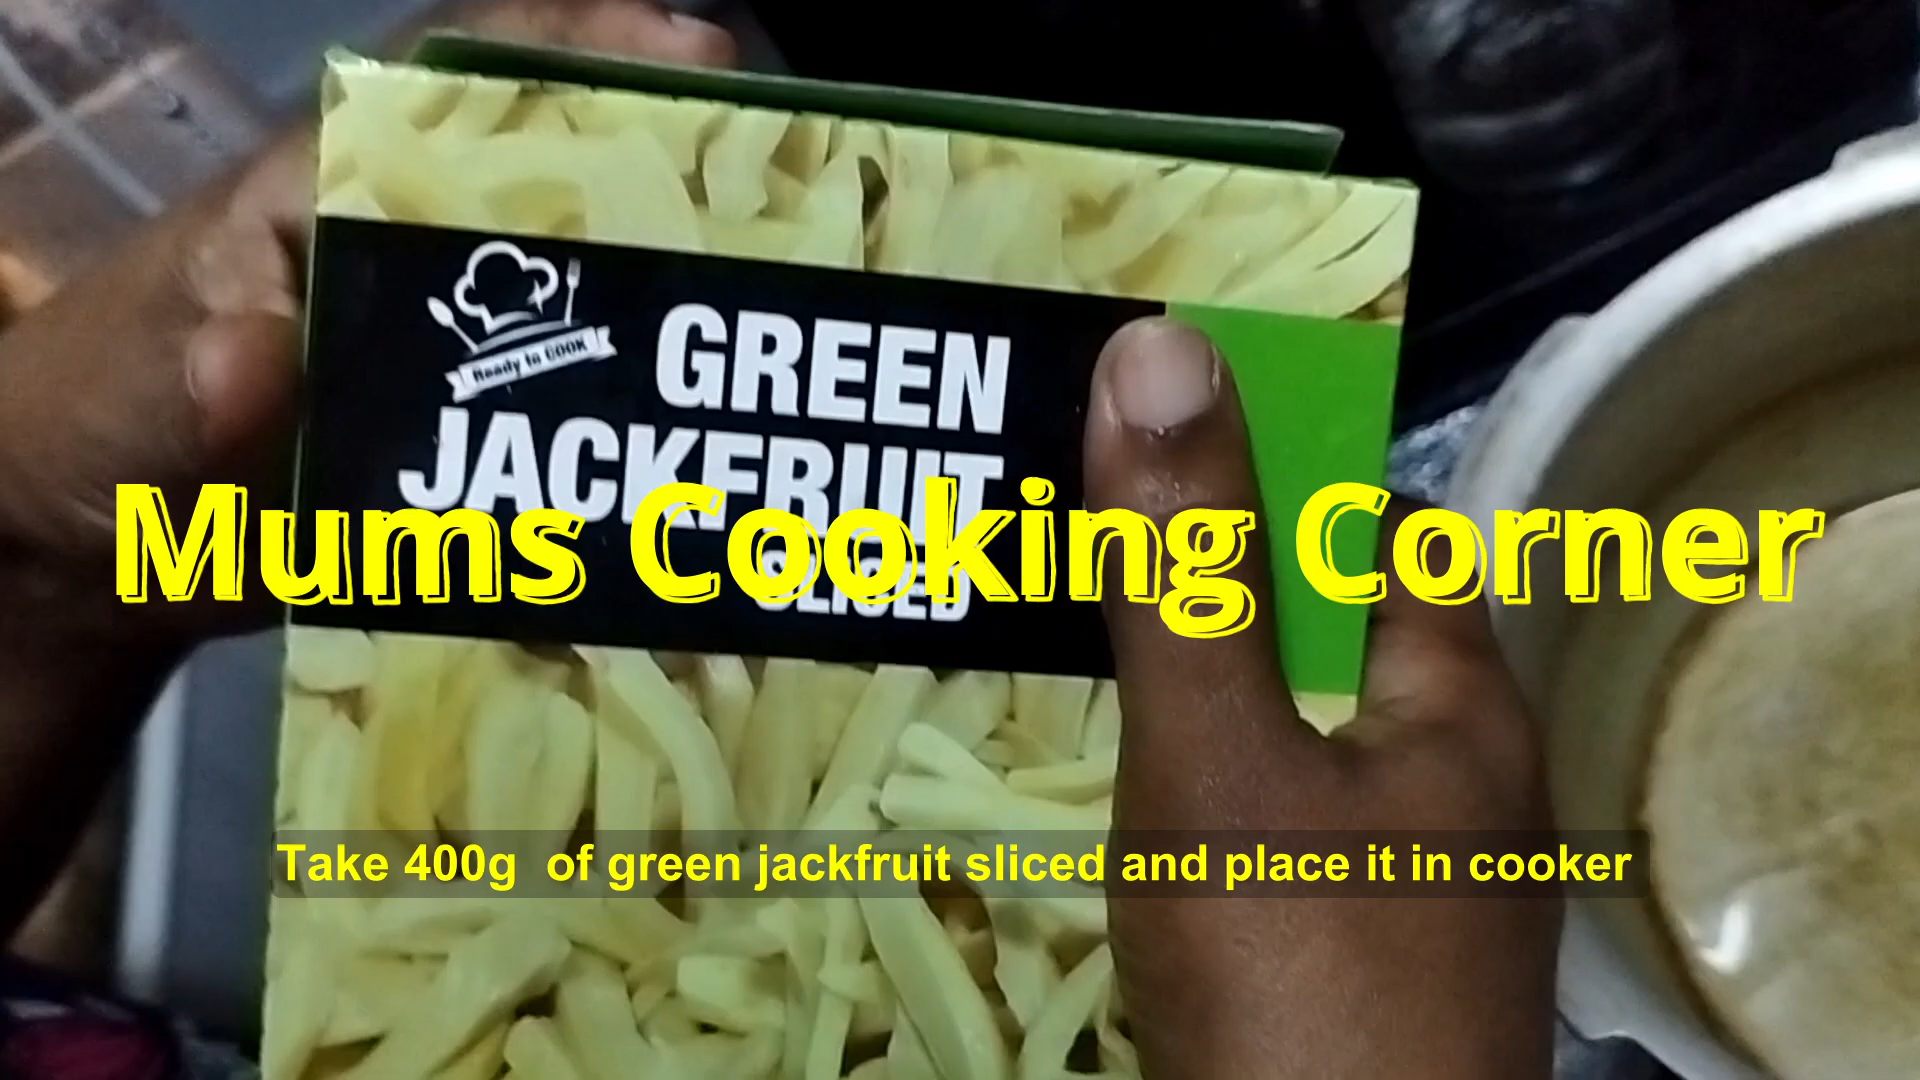 Ready to COOK
GREEN
JACKFRUIT
SLICED
Mums Cooking Corner
Take 400g  of green jackfruit sliced and place it in cooker